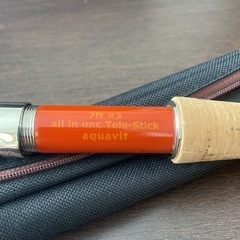 7ft #3
all in one Tele-Stick
aquavit